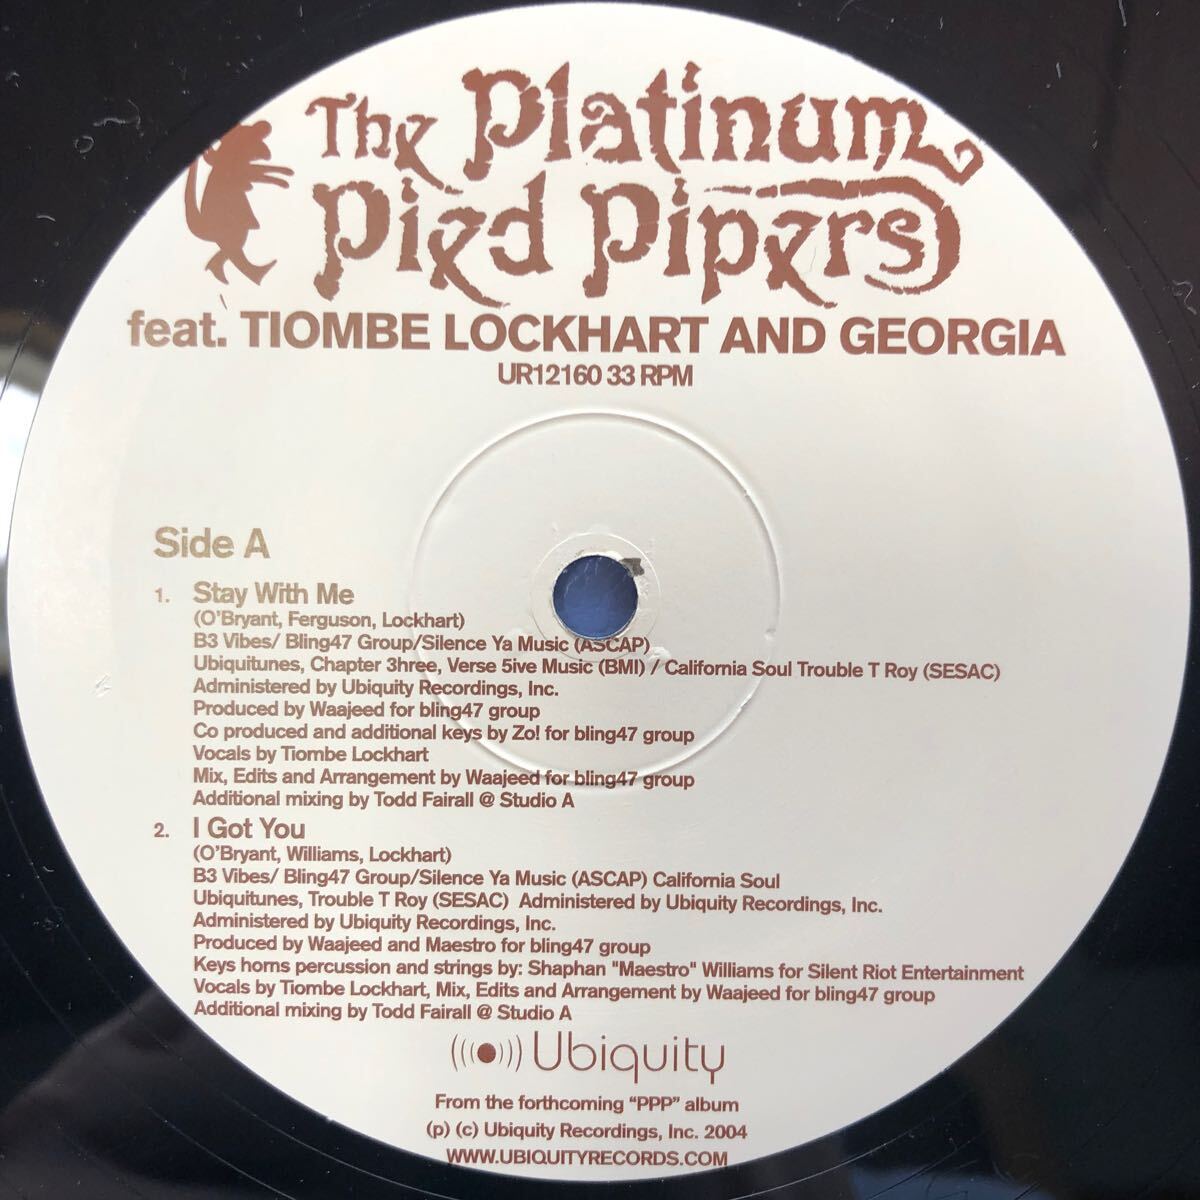 The Platinum
Pied Pipers
feat. TIOMBE LOCKHART AND GEORGIA
UR12160 33 RPM
Side A
1. Stay With Me
(O'Bryant, Ferguson, Lockhart)
B3 Vibes/ Bling47 Group/Silence Ya Music (ASCAP)
Ubiquitunes, Chapter 3hree, Verse 5ive Music (BMI) / California Soul Trouble T Roy (SESAC)
Administered by Ubiquity Recordings, Inc.
Produced by Waajeed for bling47 group
Co produced and additional keys by Zo! for bling47 group
Vocals by Tiombe Lockhart
Mix, Edits and Arrangement by Waajeed for bling47 group
Additional mixing by Todd Fairall @ Studio A
2. I Got You
(O'Bryant, Williams, Lockhart)
B3 Vibes/ Bling47 Group/Silence Ya Music (ASCAP) California Soul
Ubiquitunes, Trouble T Roy (SESAC) Administered by Ubiquity Recordings, Inc.
Administered by Ubiquity Recordings, Inc.
Produced by Waajeed and Maestro for bling47 group
Keys horns percussion and strings by: Shaphan "Maestro" Williams for Silent Riot Entertainment
Vocals by Tiombe Lockhart, Mix, Edits and Arrangement by Waajeed for bling47 group
Additional mixing by Todd Fairall @ Studio A
Ubiquity
From the forthcoming “PPP” album
(p) (c) Ubiquity Recordings, Inc. 2004
WWW.UBIQUITYRECORDS.COM